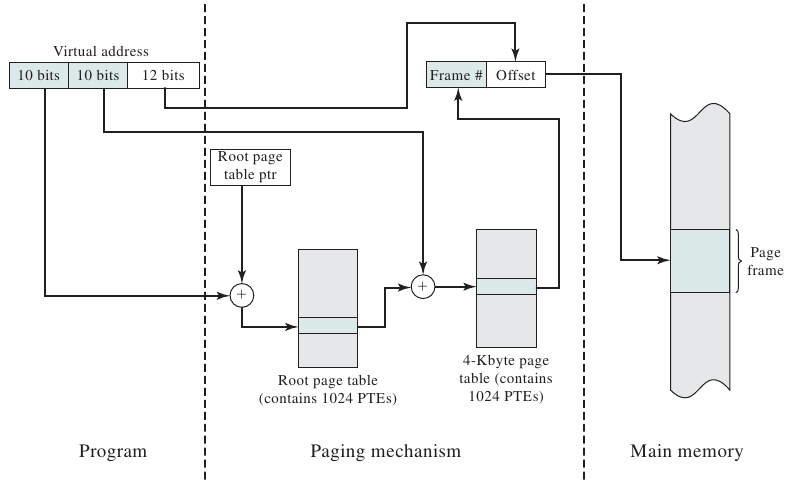 Virtual address
10 bits 10 bits 12 bits
Frame # Offset
Root page
table ptr
+
+
Page
frame
Root page table
(contains 1024 PTEs)
4-Kbyte page
table (contains
1024 PTEs)
Program
Paging mechanism
Main memory